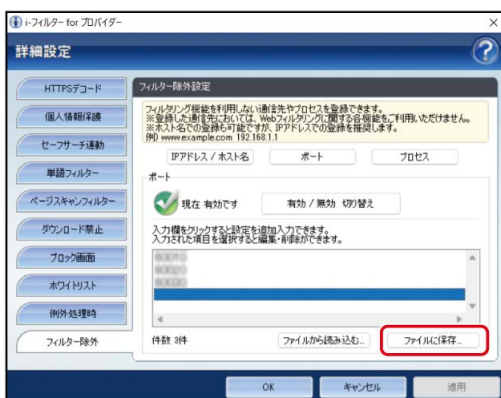 i-フィルター for プロバイダー
詳細設定
HTTPSデコード
個人情報保護
セーフサーチ連動
単語フィルター
ページスキャンフィルター
ダウンロード禁止
ブロック画面
ホワイトリスト
例外処理時
フィルター除外
フィルター除外設定
フィルタリング機能を利用しない通信先やプロセスを登録できます。
※登録した通信先においては、Webフィルタリングに関する各機能をご利用いただけません。
※ホスト名での登録も可能ですが、IPアドレスでの登録を推奨します。
例) www.example.com 192.168.1.1
IPアドレス / ホスト名
ポート
プロセス
ポート
現在 有効です
有効 / 無効 切り替え
入力欄をクリックすると設定を追加入力できます。
入力された項目を選択すると編集・削除ができます。
件数 3件
ファイルから読み込む...
ファイルに保存...
OK
キャンセル
適用